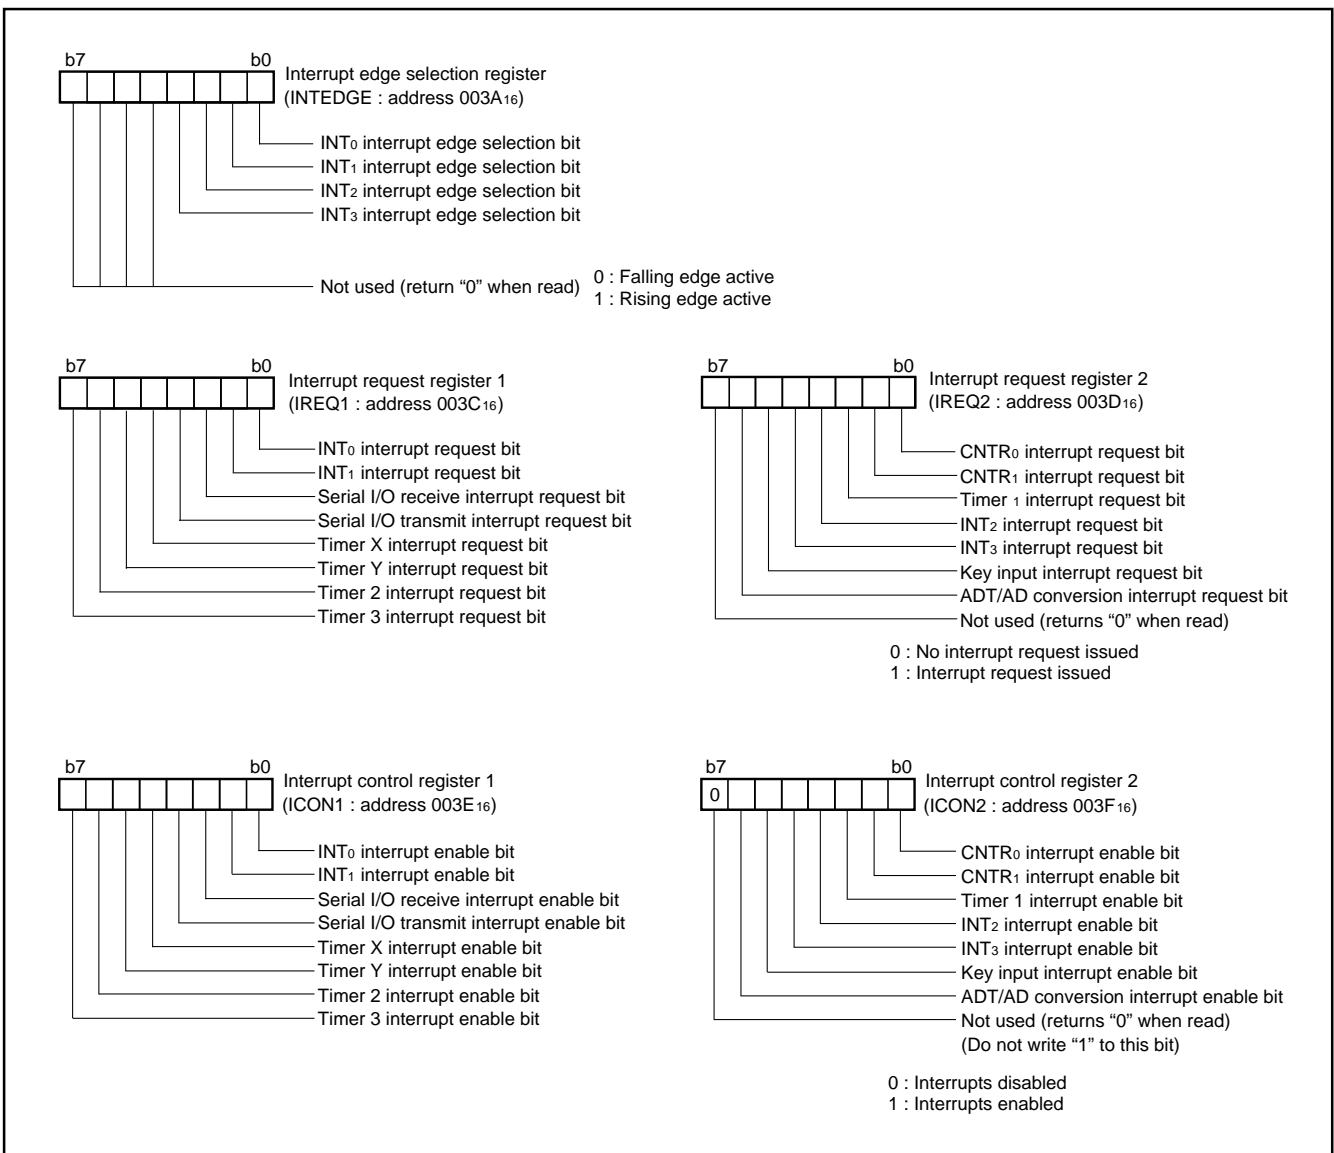 b7 b0
Interrupt edge selection register
(INTEDGE : address 003A16)
INT0 interrupt edge selection bit
INT1 interrupt edge selection bit
INT2 interrupt edge selection bit
INT3 interrupt edge selection bit
Not used (return “0” when read)
0 : Falling edge active
1 : Rising edge active
b7 b0
Interrupt request register 1
(IREQ1 : address 003C16)
INT0 interrupt request bit
INT1 interrupt request bit
Serial I/O receive interrupt request bit
Serial I/O transmit interrupt request bit
Timer X interrupt request bit
Timer Y interrupt request bit
Timer 2 interrupt request bit
Timer 3 interrupt request bit
b7 b0
Interrupt request register 2
(IREQ2 : address 003D16)
CNTR0 interrupt request bit
CNTR1 interrupt request bit
Timer 1 interrupt request bit
INT2 interrupt request bit
INT3 interrupt request bit
Key input interrupt request bit
ADT/AD conversion interrupt request bit
Not used (returns “0” when read)
0 : No interrupt request issued
1 : Interrupt request issued
b7 b0
Interrupt control register 1
(ICON1 : address 003E16)
INT0 interrupt enable bit
INT1 interrupt enable bit
Serial I/O receive interrupt enable bit
Serial I/O transmit interrupt enable bit
Timer X interrupt enable bit
Timer Y interrupt enable bit
Timer 2 interrupt enable bit
Timer 3 interrupt enable bit
b7 b0
0
Interrupt control register 2
(ICON2 : address 003F16)
CNTR0 interrupt enable bit
CNTR1 interrupt enable bit
Timer 1 interrupt enable bit
INT2 interrupt enable bit
INT3 interrupt enable bit
Key input interrupt enable bit
ADT/AD conversion interrupt enable bit
Not used (returns “0” when read)
(Do not write “1” to this bit)
0 : Interrupts disabled
1 : Interrupts enabled